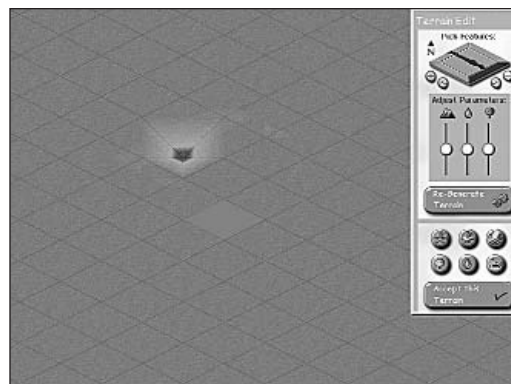 Terrain Edit
Pick Features:
N
Adjust Parameters:
Re-Generate
Terrain
Accept this
Terrain